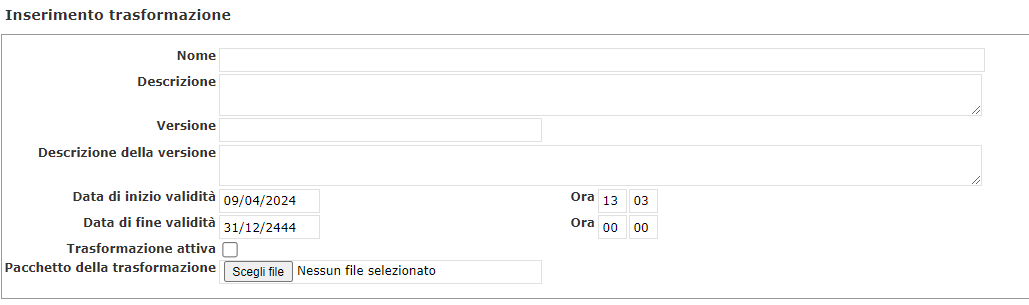 Inserimento trasformazione
Nome
Descrizione
Versione
Descrizione della versione
Data di inizio validità 09/04/2024 Ora 13 03
Data di fine validità 31/12/2444 Ora 00 00
Trasformazione attiva
Pacchetto della trasformazione Scegli file Nessun file selezionato